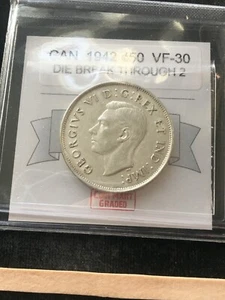 CAN. 1942 .50 VF-30
DIE BREAK THROUGH 2
GEORGIVS VI D:G:REX ET IND:IMP:
GRADED